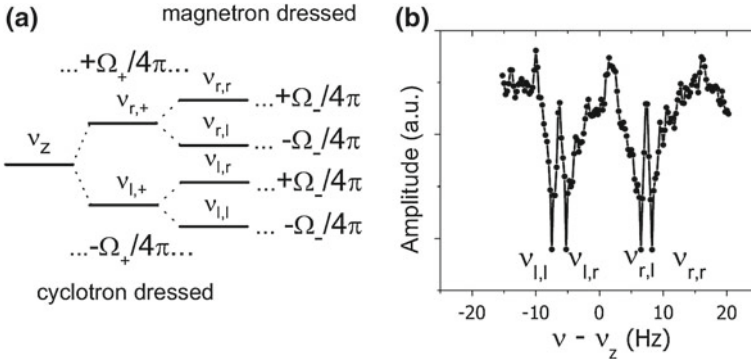 (a)
magnetron dressed
...+Ω₊/4π...
ν_z
ν_{r,+}
ν_{l,+}
ν_{r,r} ...+Ω₋/4π
ν_{r,l} ... -Ω₋/4π
ν_{l,r} ...+Ω₋/4π
ν_{l,l} ... -Ω₋/4π
...-Ω₊/4π...
cyclotron dressed
(b)
Amplitude (a.u.)
ν_{l,l} ν_{l,r} ν_{r,l} ν_{r,r}
-20 -10 0 10 20
ν - ν_z (Hz)